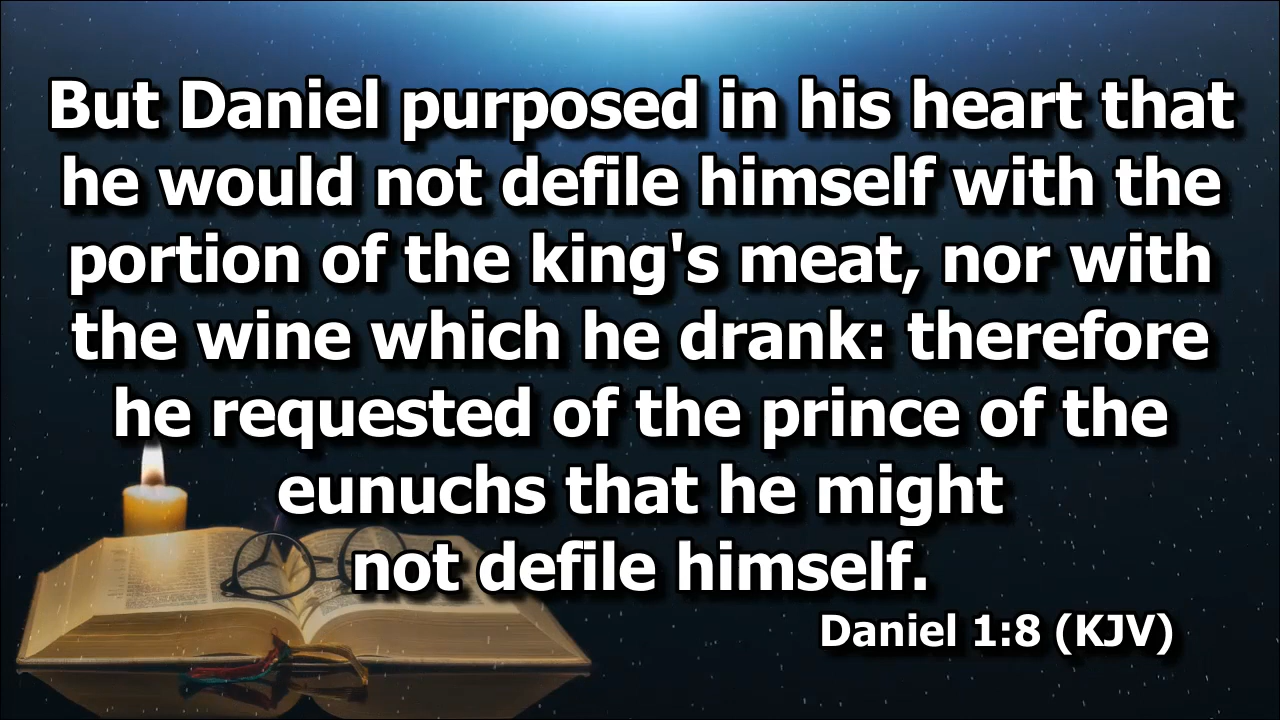 But Daniel purposed in his heart that
he would not defile himself with the
portion of the king's meat, nor with
the wine which he drank: therefore
he requested of the prince of the
eunuchs that he might
not defile himself.
Daniel 1:8 (KJV)